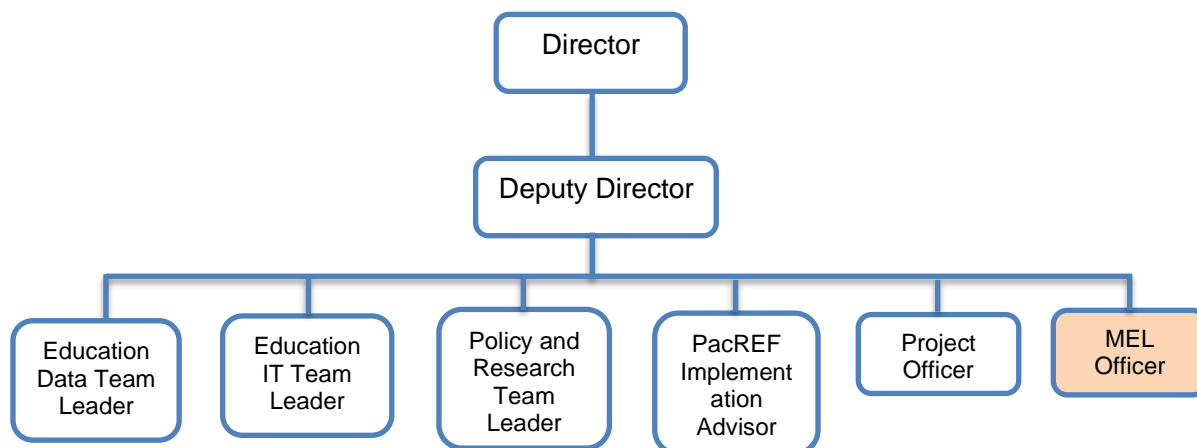 Director
Deputy Director
Education
Data Team
Leader
Education
IT Team
Leader
Policy and
Research
Team
Leader
PacREF
Implement
ation
Advisor
Project
Officer
MEL
Officer